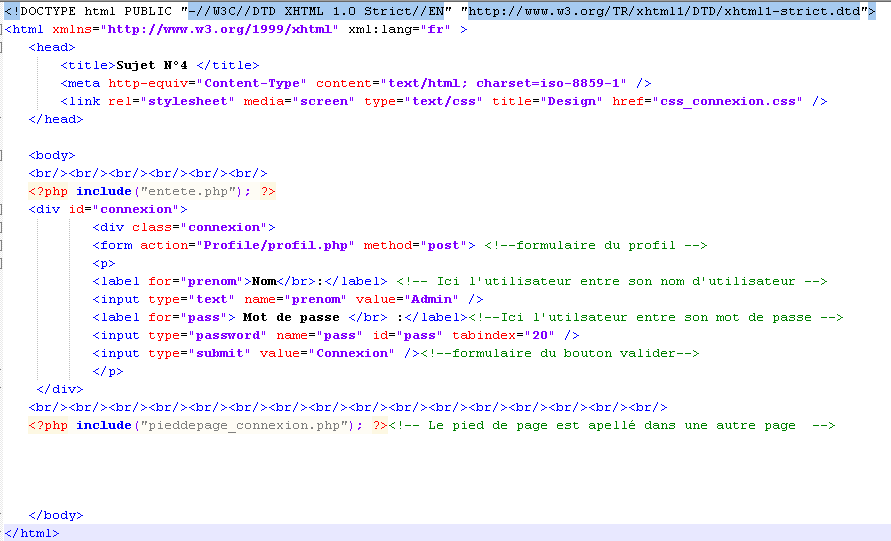 <!DOCTYPE html PUBLIC "-//W3C//DTD XHTML 1.0 Strict//EN" "http://www.w3.org/TR/xhtml1/DTD/xhtml1-strict.dtd">
<html xmlns="http://www.w3.org/1999/xhtml" xml:lang="fr" >
<head>
<title>Sujet N°4 </title>
<meta http-equiv="Content-Type" content="text/html; charset=iso-8859-1" />
<link rel="stylesheet" media="screen" type="text/css" title="Design" href="css_connexion.css" />
</head>
<body>
<br/><br/><br/><br/><br/><br/>
<?php include("entete.php"); ?>
<div id="connexion">
<div class="connexion">
<form action="Profile/profil.php" method="post"> <!--formulaire du profil -->
<p>
<label for="prenom">Nom</br>:</label> <!-- Ici l'utilisateur entre son nom d'utilisateur -->
<input type="text" name="prenom" value="Admin" />
<label for="pass"> Mot de passe </br> :</label><!--Ici l'utilsateur entre son mot de passe -->
<input type="password" name="pass" id="pass" tabindex="20" />
<input type="submit" value="Connexion" /><!--formulaire du bouton valider-->
</p>
</div>
<br/><br/><br/><br/><br/><br/><br/><br/><br/><br/><br/><br/><br/><br/><br/><br/>
<?php include("pieddepage_connexion.php"); ?><!-- Le pied de page est apellé dans une autre page  -->
</body>
</html>